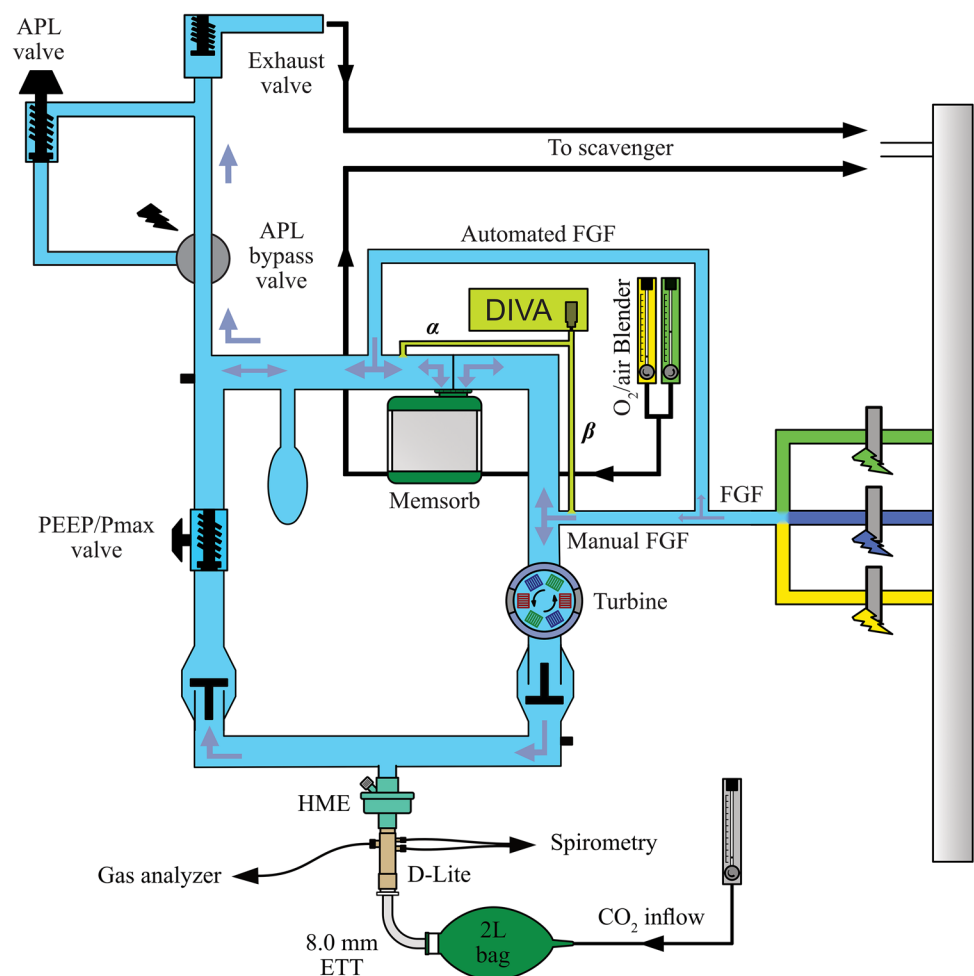 APL
valve
Exhaust
valve
To scavenger
APL
bypass
valve
Automated FGF
DIVA
α
O2/air Blender
β
Memsorb
FGF
PEEP/Pmax
valve
Manual FGF
Turbine
HME
Spirometry
Gas analyzer
D-Lite
CO2 inflow
2L
bag
8.0 mm
ETT